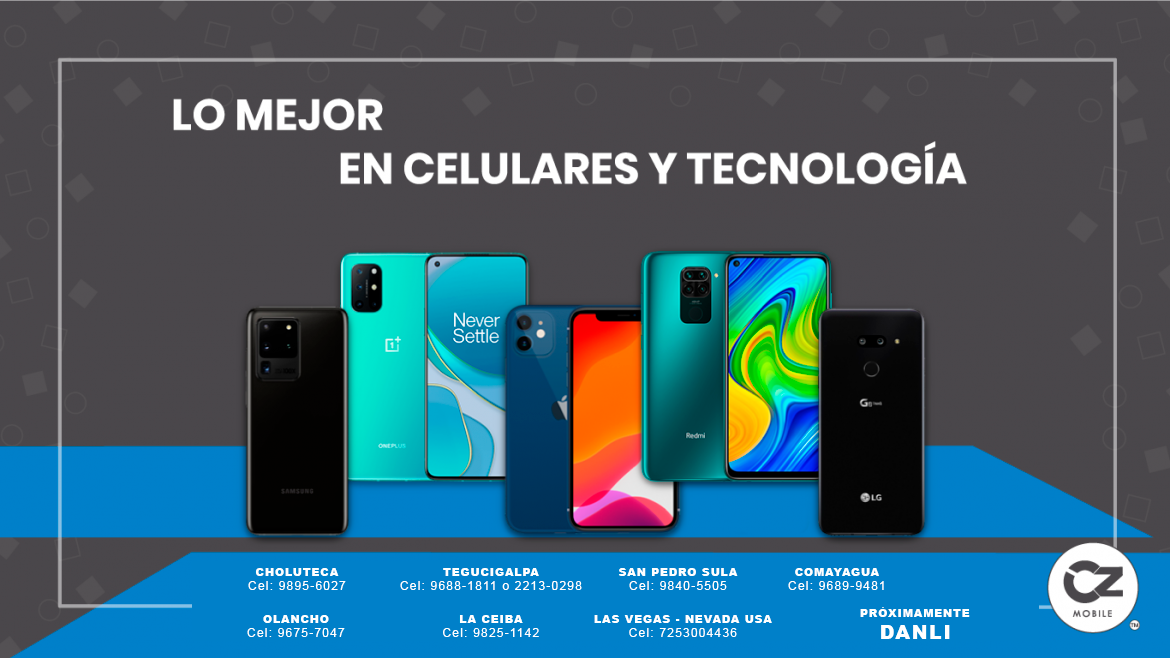 LO MEJOR
EN CELULARES Y TECNOLOGÍA
Never
Settle
ONEPLUS
SAMSUNG
Redmi
LG
CHOLUTECA
Cel: 9895-6027
TEGUCIGALPA
Cel: 9688-1811 o 2213-0298
SAN PEDRO SULA
Cel: 9840-5505
COMAYAGUA
Cel: 9689-9481
OLANCHO
Cel: 9675-7047
LA CEIBA
Cel: 9825-1142
LAS VEGAS - NEVADA USA
Cel: 7253004436
PRÓXIMAMENTE
DANLI
CZ
MOBILE
TM